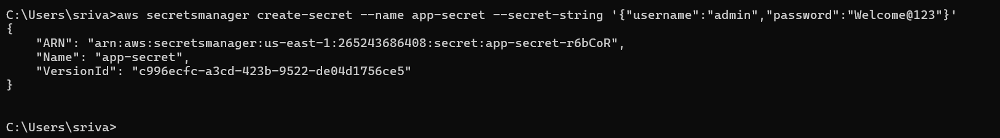 C:\Users\sriva>aws secretsmanager create-secret --name app-secret --secret-string '{"username":"admin","password":"Welcome@123"}'
{
    "ARN": "arn:aws:secretsmanager:us-east-1:265243686408:secret:app-secret-r6bCoR",
    "Name": "app-secret",
    "VersionId": "c996ecfc-a3cd-423b-9522-de04d1756ce5"
}
C:\Users\sriva>